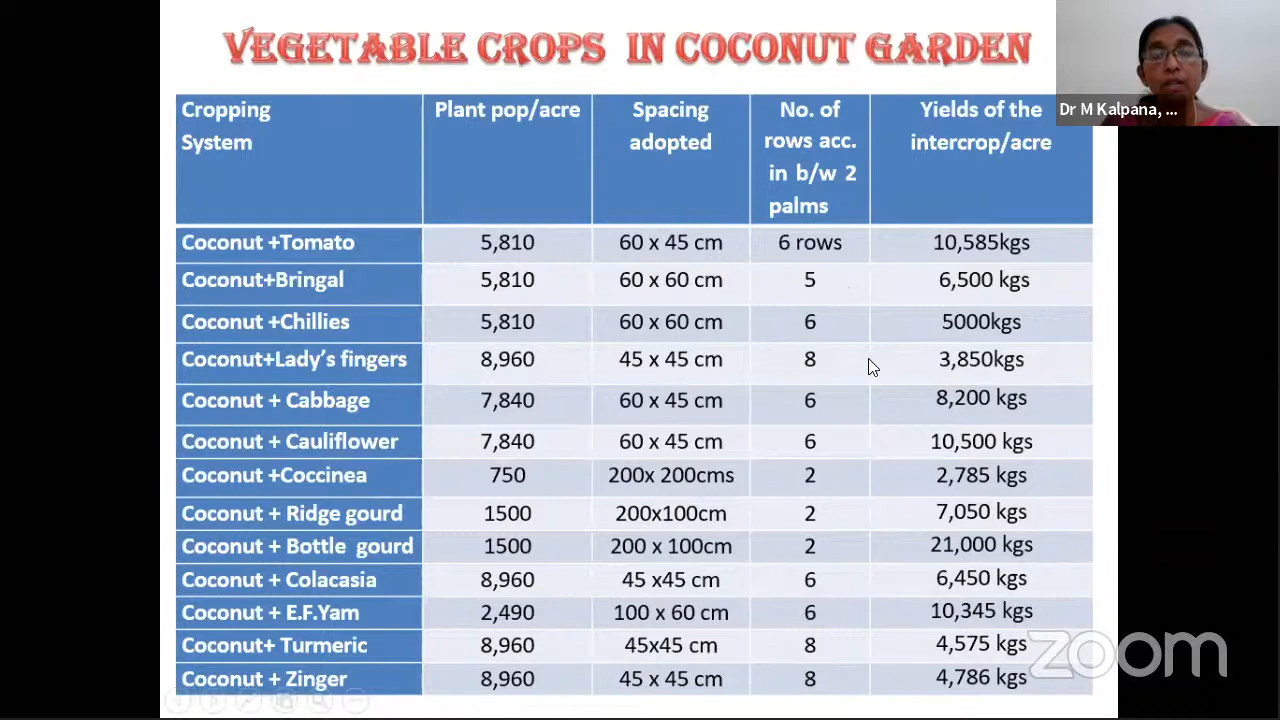 VEGETABLE CROPS IN COCONUT GARDEN
Dr M Kalpana, ...
Cropping System Plant pop/acre Spacing adopted No. of rows acc. in b/w 2 palms Yields of the intercrop/acre
Coconut +Tomato 5,810 60 x 45 cm 6 rows 10,585kgs
Coconut+Bringal 5,810 60 x 60 cm 5 6,500 kgs
Coconut +Chillies 5,810 60 x 60 cm 6 5000kgs
Coconut+Lady's fingers 8,960 45 x 45 cm 8 3,850kgs
Coconut + Cabbage 7,840 60 x 45 cm 6 8,200 kgs
Coconut + Cauliflower 7,840 60 x 45 cm 6 10,500 kgs
Coconut +Coccinea 750 200x 200cms 2 2,785 kgs
Coconut + Ridge gourd 1500 200x100cm 2 7,050 kgs
Coconut + Bottle gourd 1500 200 x 100cm 2 21,000 kgs
Coconut + Colacasia 8,960 45 x45 cm 6 6,450 kgs
Coconut + E.F.Yam 2,490 100 x 60 cm 6 10,345 kgs
Coconut+ Turmeric 8,960 45x45 cm 8 4,575 kgs
Coconut + Zinger 8,960 45 x 45 cm 8 4,786 kgs
zoom